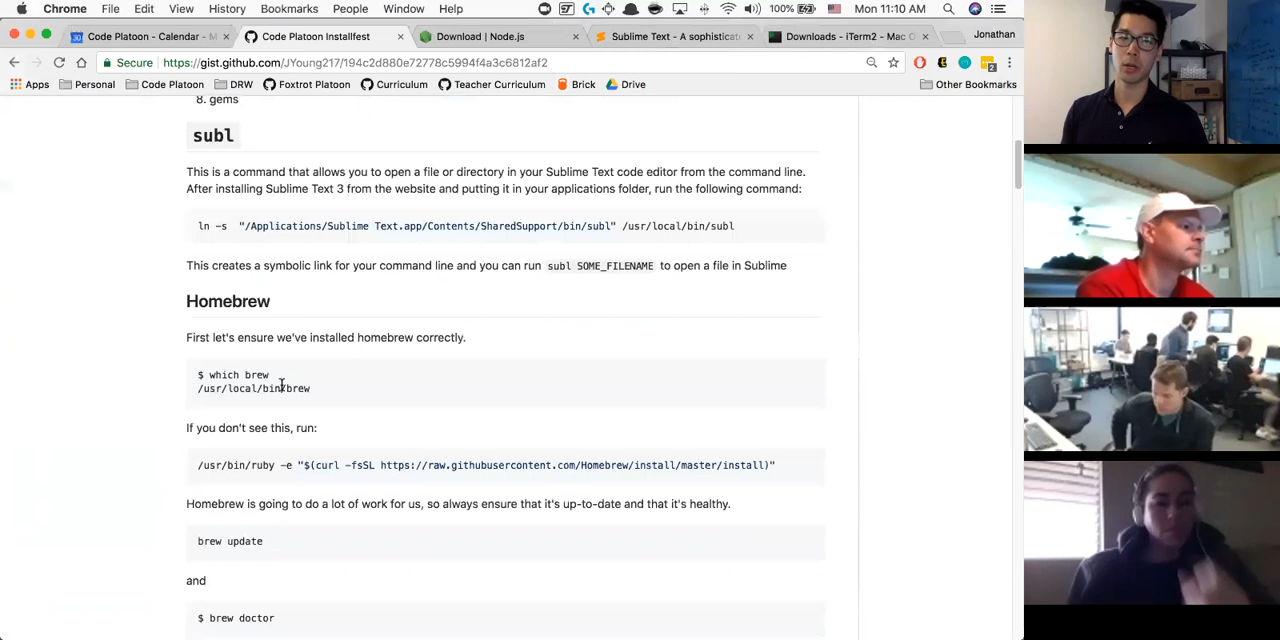 Chrome File Edit View History Bookmarks People Window Help 100% Mon 11:10 AM
Code Platoon - Calendar - M Code Platoon Installfest Download | Node.js Sublime Text - A sophisticat Downloads - iTerm2 - Mac O Jonathan
Secure https://gist.github.com/JYoung217/194c2d880e72778c5994f4a3c6812af2
Apps Personal Code Platoon DRW Foxtrot Platoon Curriculum Teacher Curriculum Brick Drive Other Bookmarks
8. gems
subl
This is a command that allows you to open a file or directory in your Sublime Text code editor from the command line.
After installing Sublime Text 3 from the website and putting it in your applications folder, run the following command:
ln -s "/Applications/Sublime Text.app/Contents/SharedSupport/bin/subl" /usr/local/bin/subl
This creates a symbolic link for your command line and you can run subl SOME_FILENAME to open a file in Sublime
Homebrew
First let's ensure we've installed homebrew correctly.
$ which brew
/usr/local/bin/brew
If you don't see this, run:
/usr/bin/ruby -e "$(curl -fsSL https://raw.githubusercontent.com/Homebrew/install/master/install)"
Homebrew is going to do a lot of work for us, so always ensure that it's up-to-date and that it's healthy.
brew update
and
$ brew doctor